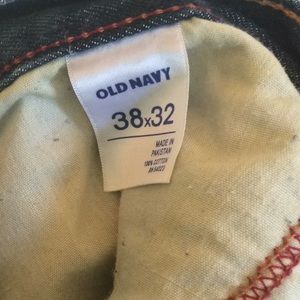 OLD NAVY
38x32
MADE IN
PAKISTAN
100% COTTON